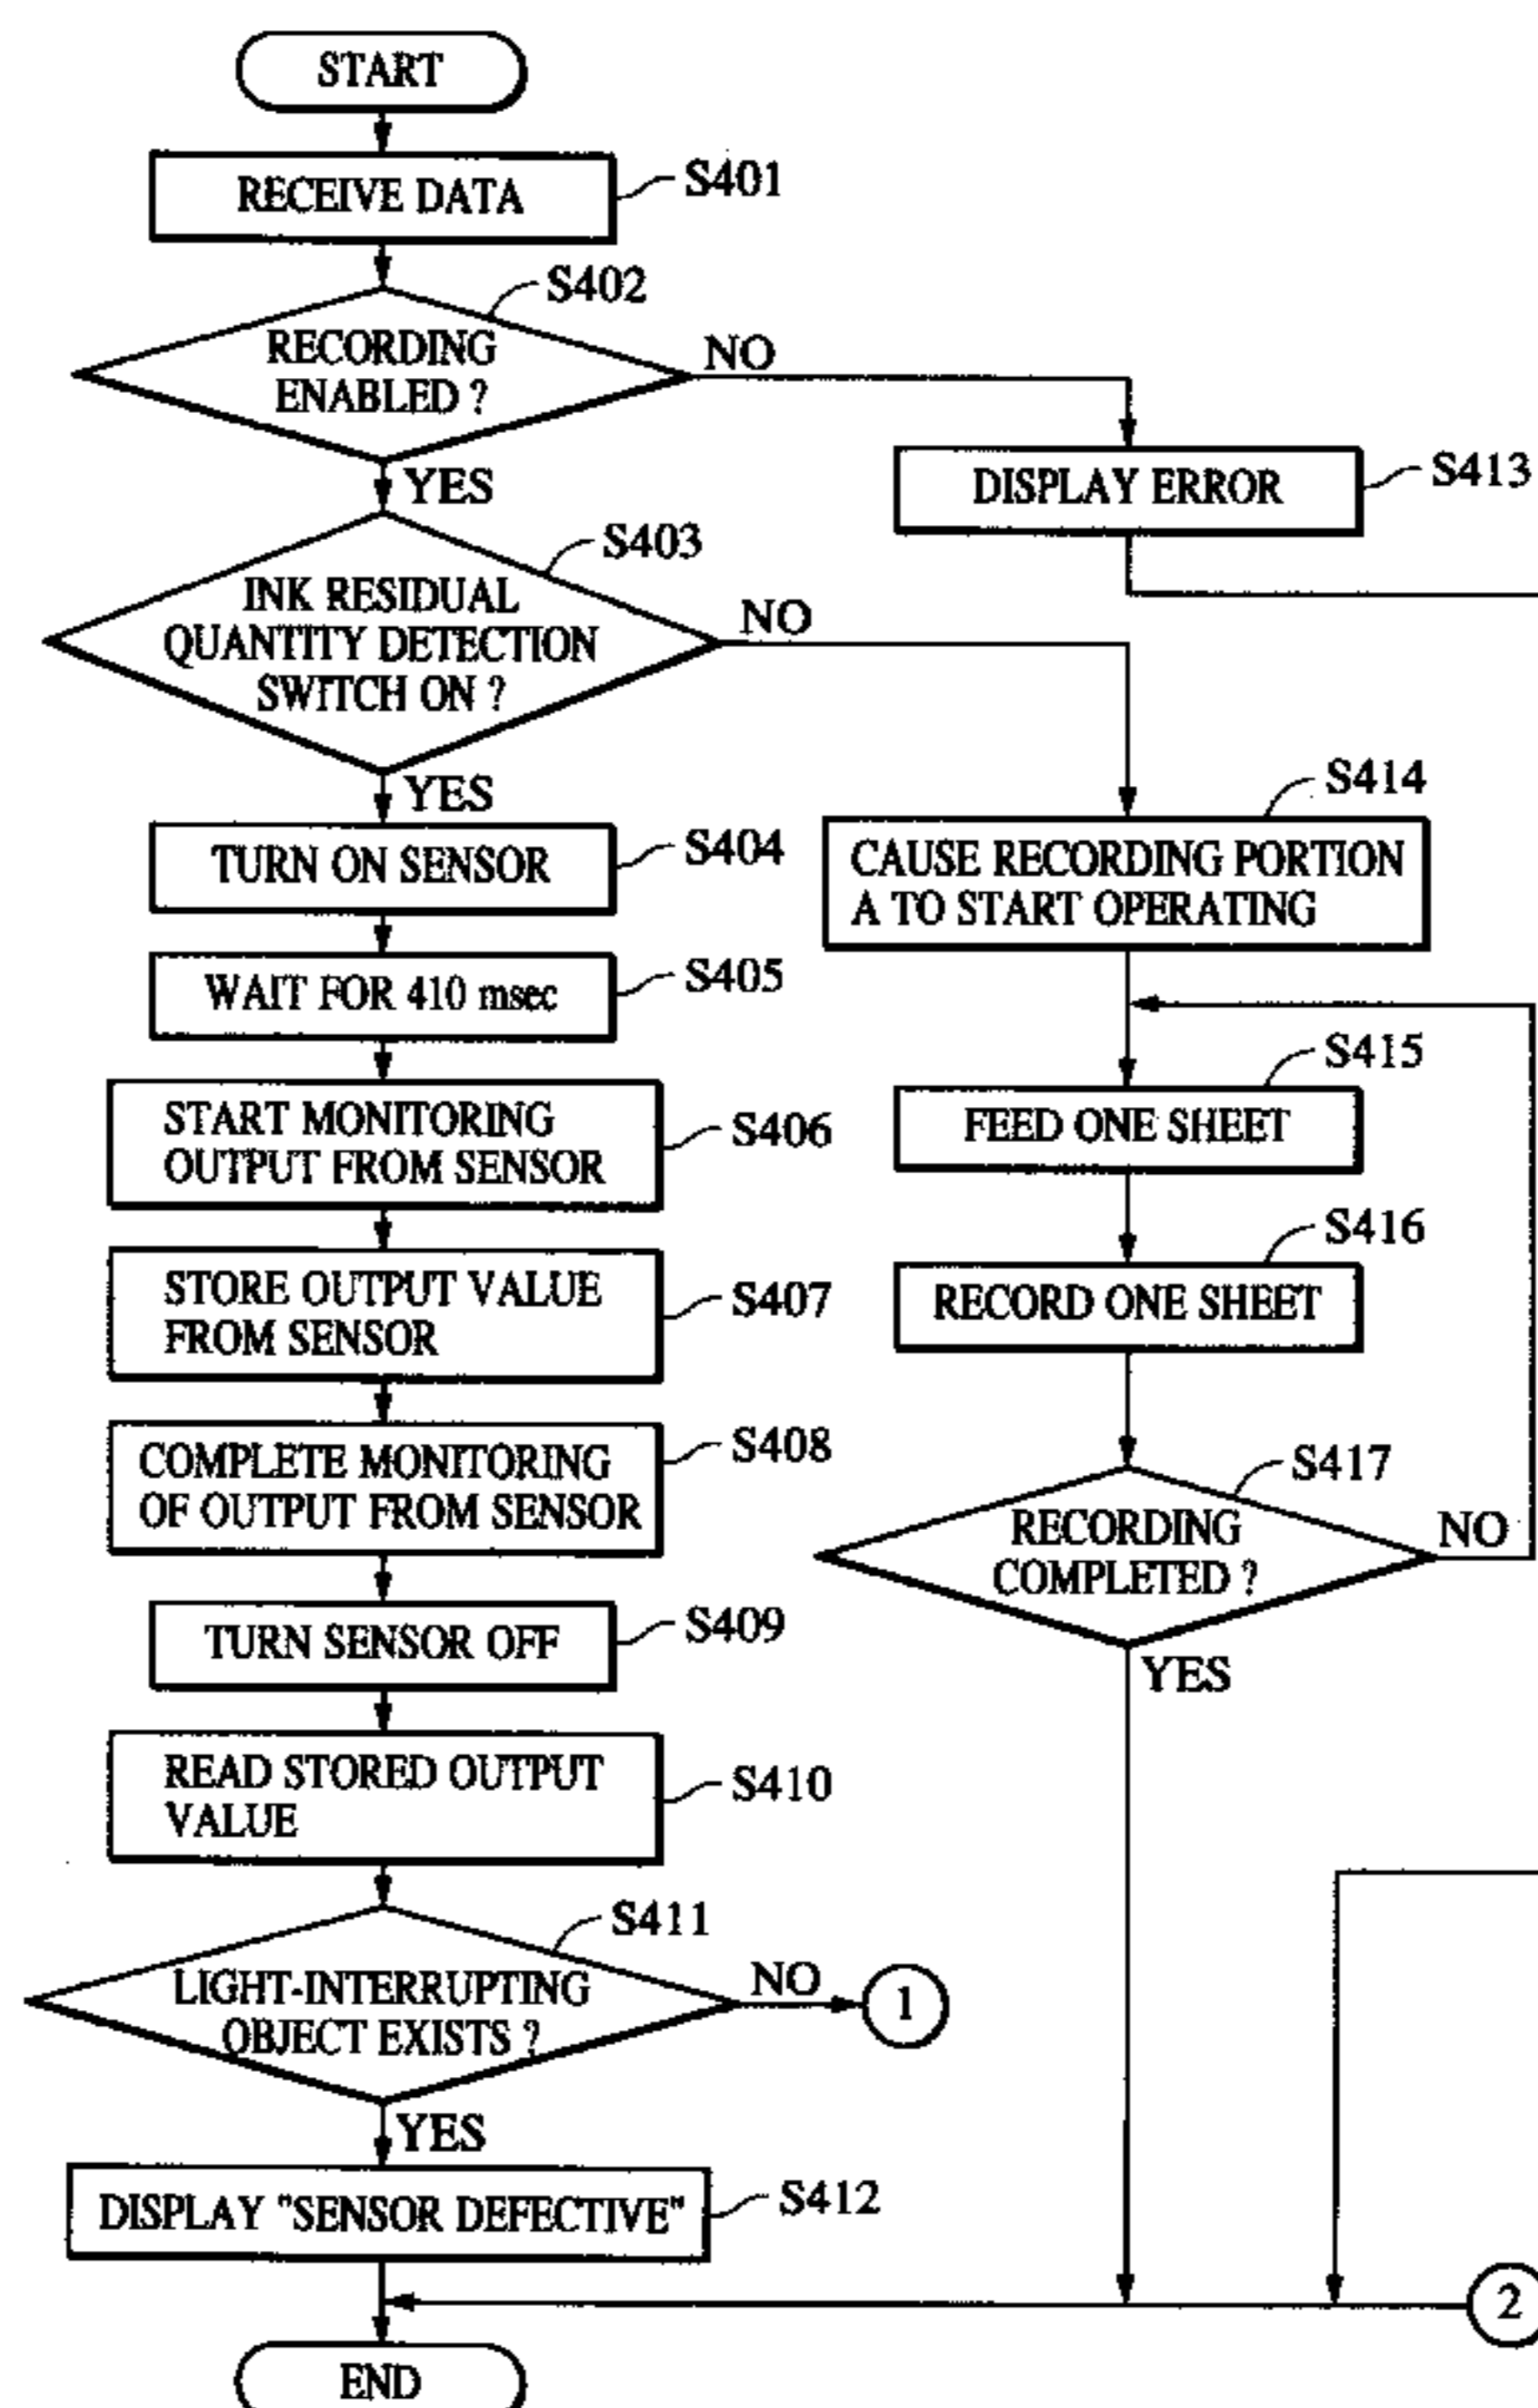 START
RECEIVE DATA
S401
S402
RECORDING
ENABLED ?
NO
YES
S403
INK RESIDUAL
QUANTITY DETECTION
SWITCH ON ?
NO
YES
TURN ON SENSOR
S404
WAIT FOR 410 msec
S405
START MONITORING
OUTPUT FROM SENSOR
S406
STORE OUTPUT VALUE
FROM SENSOR
S407
COMPLETE MONITORING
OF OUTPUT FROM SENSOR
S408
TURN SENSOR OFF
S409
READ STORED OUTPUT
VALUE
S410
S411
LIGHT-INTERRUPTING
OBJECT EXISTS ?
NO
1
YES
DISPLAY "SENSOR DEFECTIVE"
S412
END
DISPLAY ERROR
S413
S414
CAUSE RECORDING PORTION
A TO START OPERATING
S415
FEED ONE SHEET
S416
RECORD ONE SHEET
S417
RECORDING
COMPLETED ?
NO
YES
2